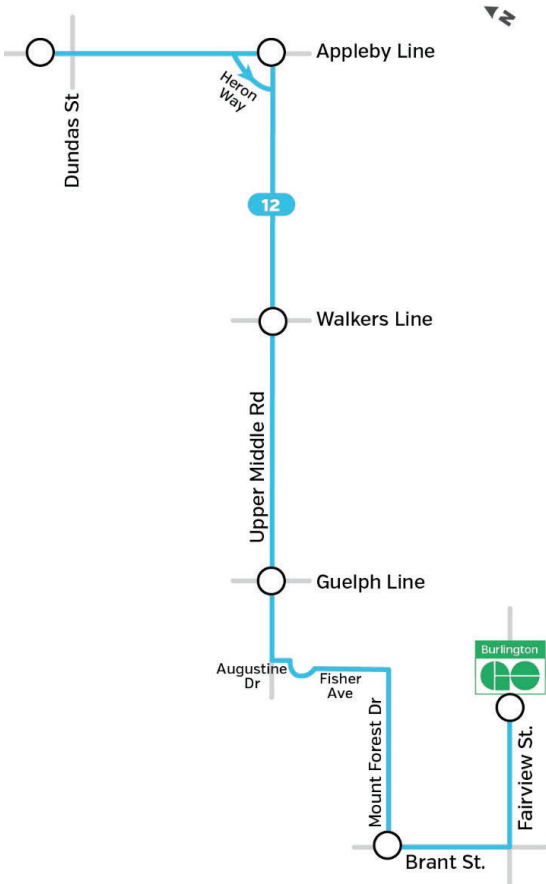 N
Appleby Line
Heron
Way
Dundas St
12
Walkers Line
Upper Middle Rd
Guelph Line
Burlington
GO
Augustine
Dr
Fisher
Ave
Mount Forest Dr
Fairview St.
Brant St.